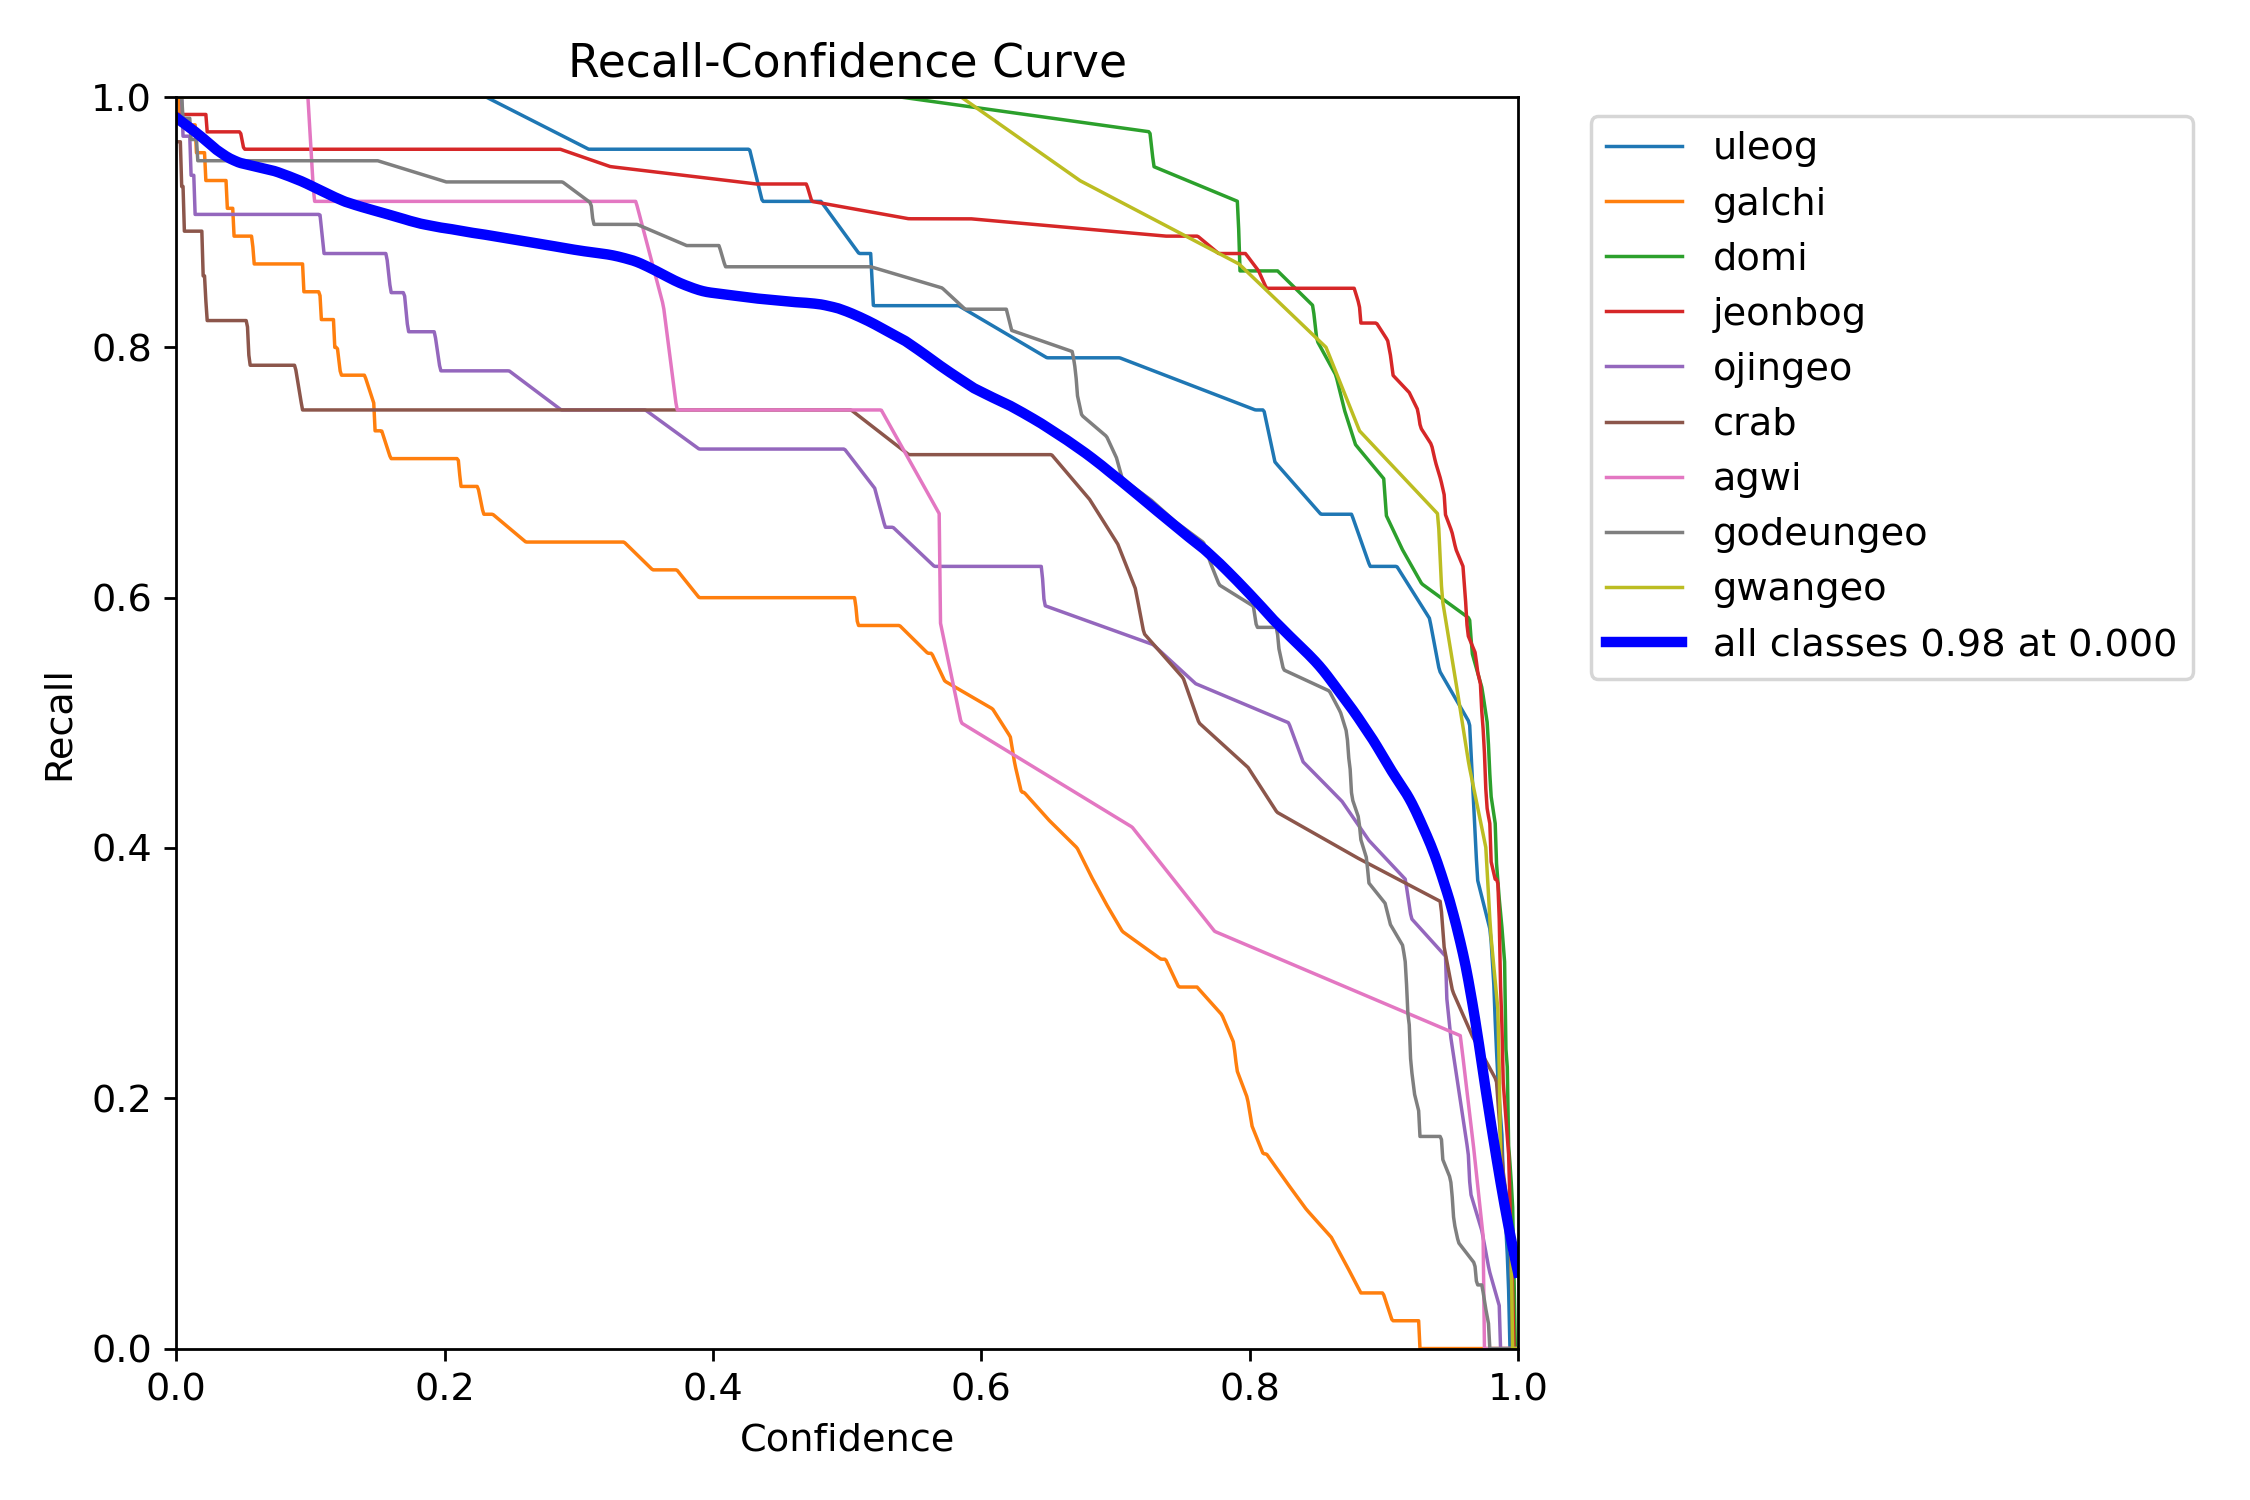 Recall-Confidence Curve
1.0
0.8
0.6
0.4
0.2
0.0
Recall
0.0 0.2 0.4 0.6 0.8 1.0
Confidence
uleog
galchi
domi
jeonbog
ojingeo
crab
agwi
godeungeo
gwangeo
all classes 0.98 at 0.000